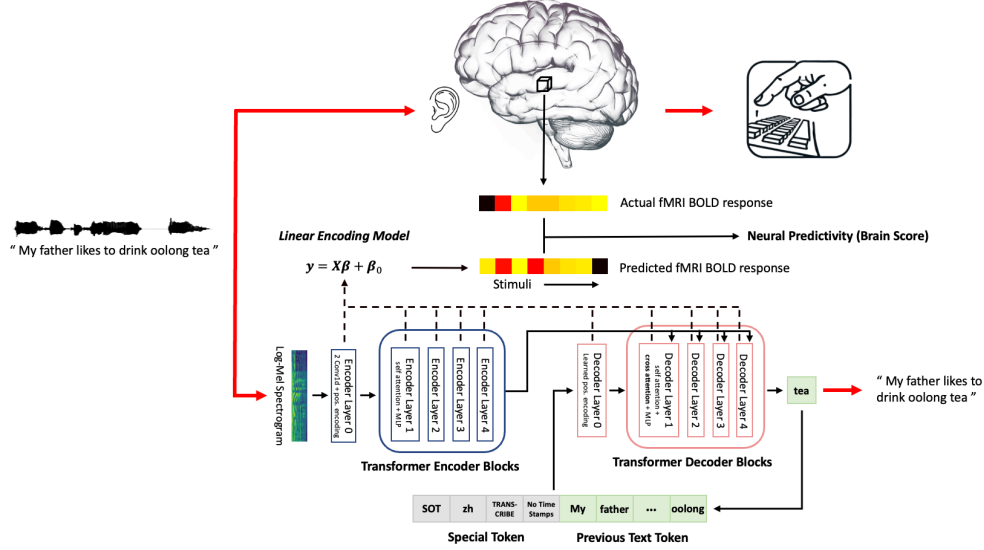 Actual fMRI BOLD response
Linear Encoding Model
Neural Predictivity (Brain Score)
" My father likes to drink oolong tea "
y = Xβ + β₀
Predicted fMRI BOLD response
Stimuli
Log-Mel Spectrogram
Encoder Layer 0
2 Conv1d + pos. encoding
Encoder Layer 1
self attention + MLP
Encoder Layer 2
Encoder Layer 3
Encoder Layer 4
Transformer Encoder Blocks
Decoder Layer 0
Learned pos. encoding
Decoder Layer 1
self attention +
cross attention + MLP
Decoder Layer 2
Decoder Layer 3
Decoder Layer 4
Transformer Decoder Blocks
tea
" My father likes to
drink oolong tea "
SOT
zh
TRANS-
CRIBE
No Time
Stamps
My
father
...
oolong
Special Token
Previous Text Token